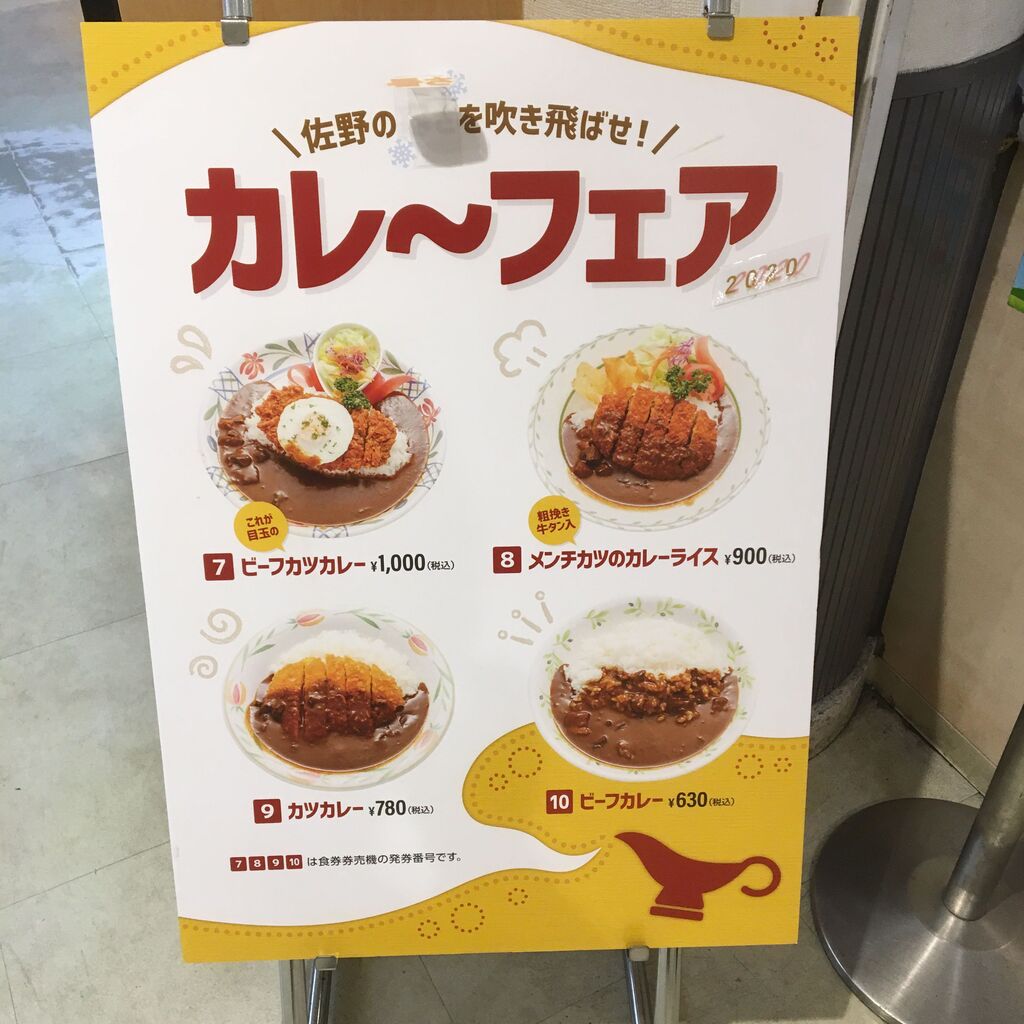 佐野の
を吹き飛ばせ!
カレ〜フェア
2020
これが
目玉の
7 ビーフカツカレー ¥1,000(税込)
粗挽き
牛タン入
8 メンチカツのカレーライス ¥900(税込)
9 カツカレー ¥780(税込)
10 ビーフカレー ¥630(税込)
7 8 9 10 は食券券売機の発券番号です。